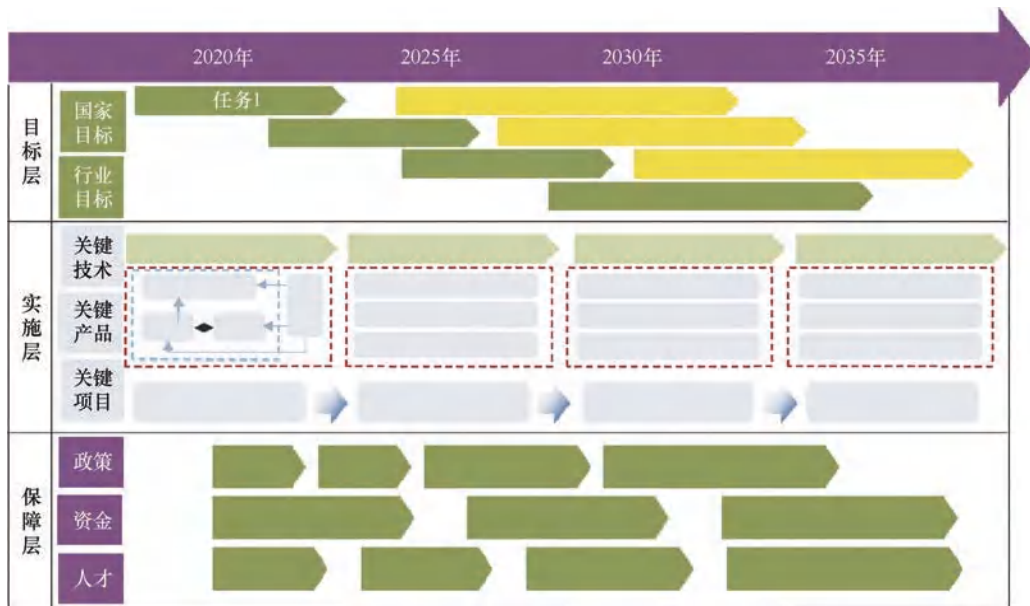 2020年 2025年 2030年 2035年
目标层
国家
目标
任务1
行业
目标
实施层
关键
技术
关键
产品
关键
项目
保障层
政策
资金
人才